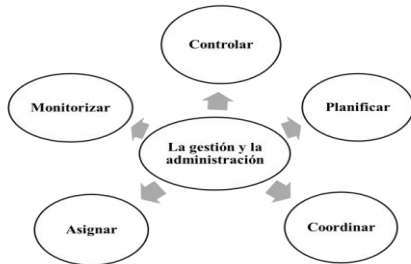 Controlar
Monitorizar
Planificar
La gestión y la
administración
Asignar
Coordinar